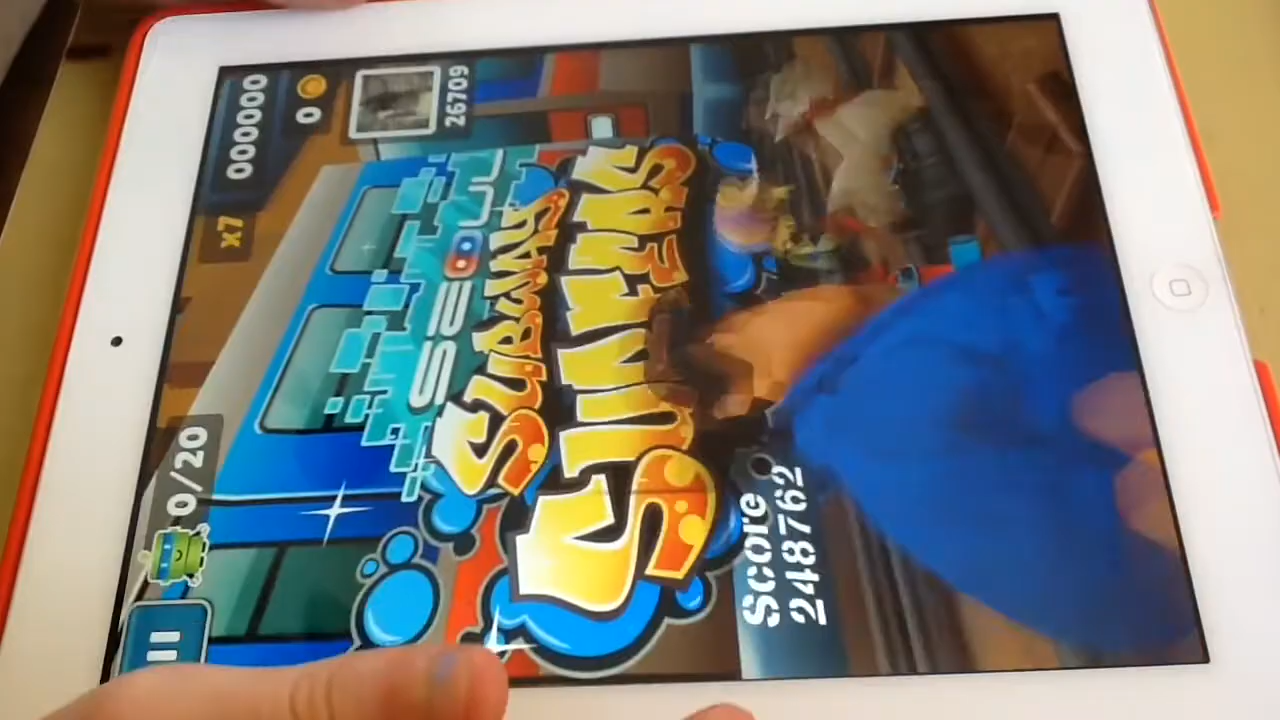 0/20
x7
000000
0
26709
SEOUL
SUBWAY
SURFERS
Score
248762